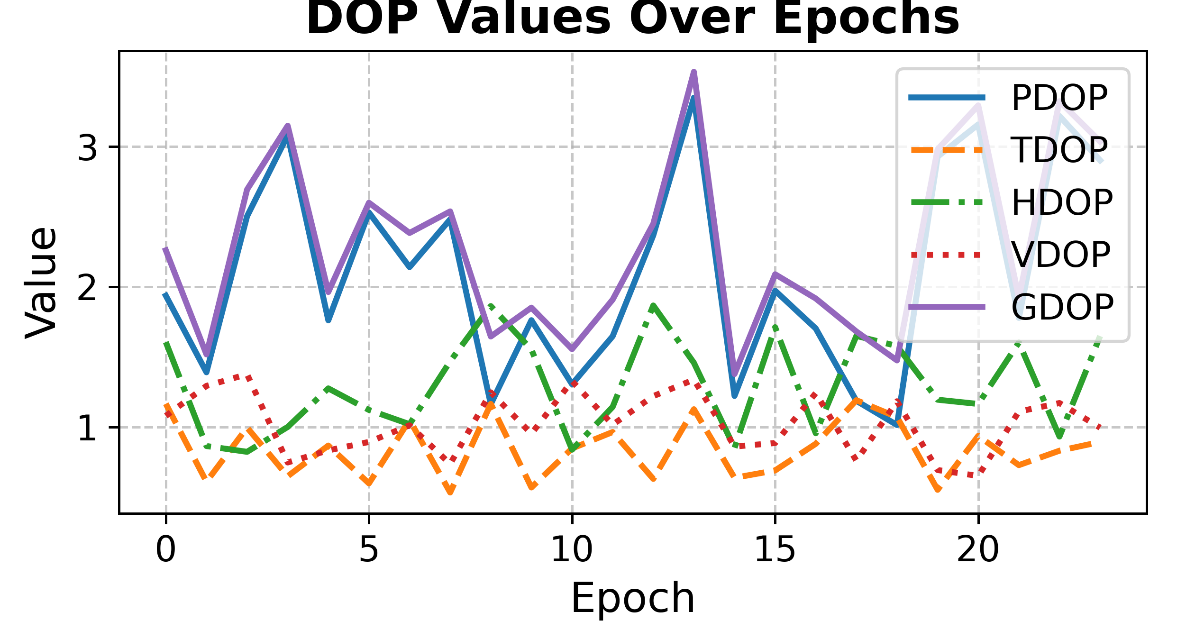 DOP Values Over Epochs
Value
3
2
1
0 5 10 15 20
Epoch
PDOP
TDOP
HDOP
VDOP
GDOP